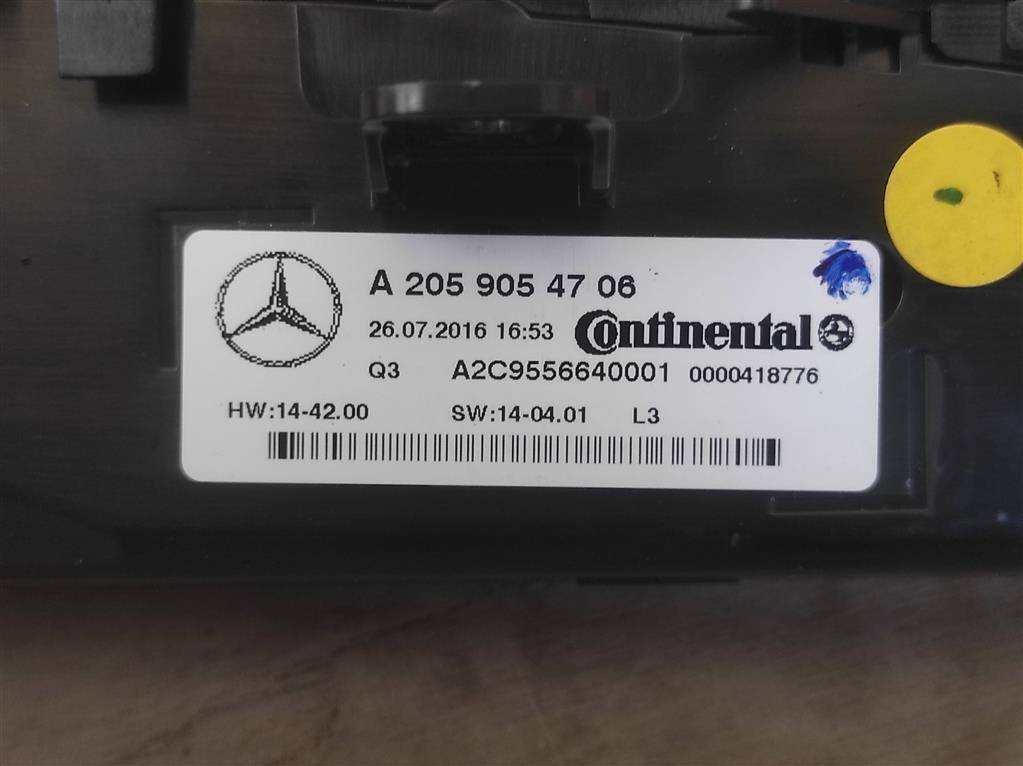 A 205 905 47 06
26.07.2016 16:53 Continental
Q3 A2C9556640001 0000418776
HW:14-42.00 SW:14-04.01 L3